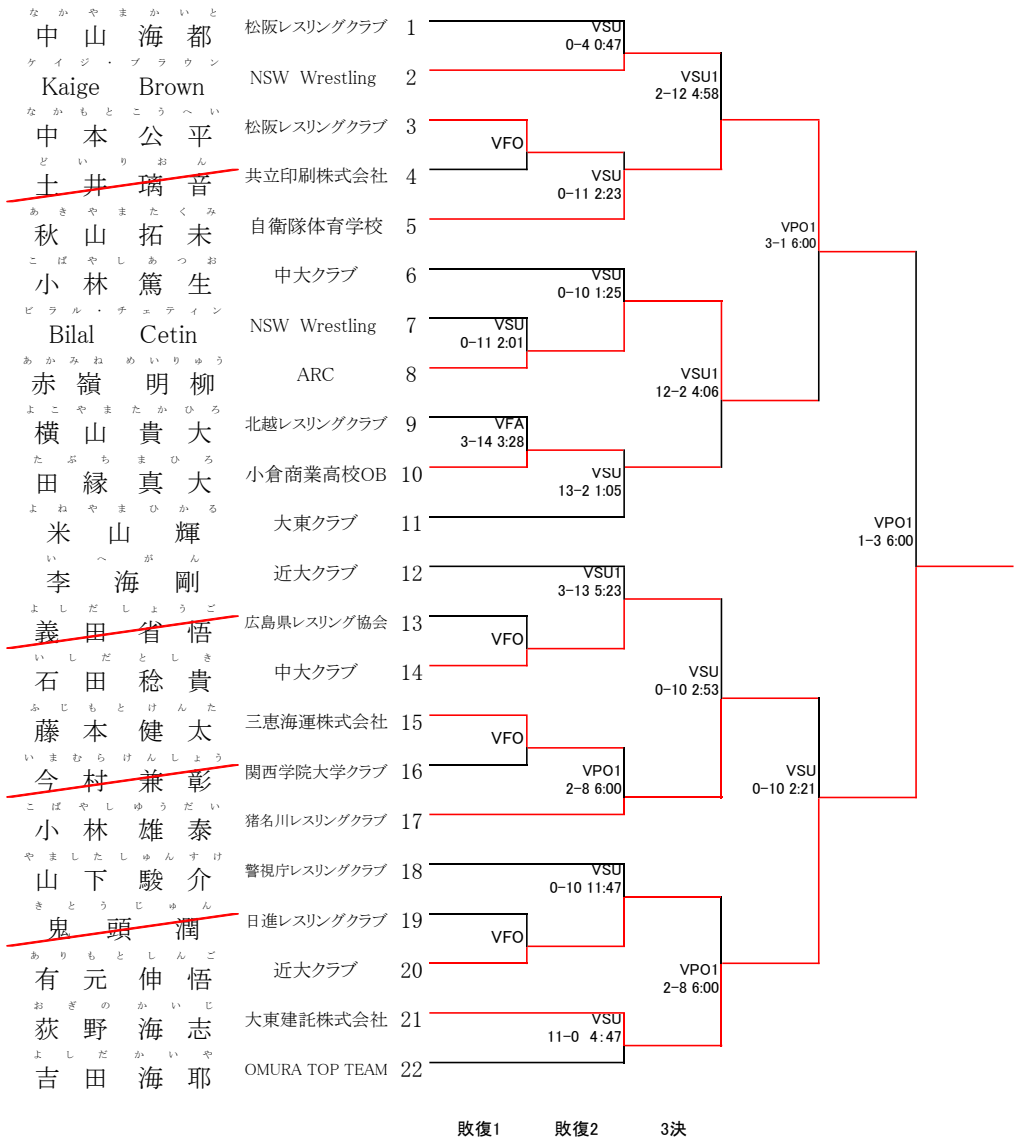 なかやまかいと
中山海都 松阪レスリングクラブ 1
VSU
0-4 0:47
ケイジ・ブラウン
Kaige Brown NSW Wrestling 2
VSU1
2-12 4:58
なかもとこうへい
中本公平 松阪レスリングクラブ 3
VFO
どいりおん
土井璃音 共立印刷株式会社 4
VSU
0-11 2:23
あきやまたくみ
秋山拓未 自衛隊体育学校 5
VPO1
3-1 6:00
こばやしあつお
小林篤生 中大クラブ 6
VSU
0-10 1:25
ビラル・チェティン
Bilal Cetin NSW Wrestling 7
VSU
0-11 2:01
あかみねめいりゅう
赤嶺明柳 ARC 8
VSU1
12-2 4:06
よこやまたかひろ
横山貴大 北越レスリングクラブ 9
VFA
3-14 3:28
たぶちまひろ
田縁真大 小倉商業高校OB 10
VSU
13-2 1:05
よねやまひかる
米山輝 大東クラブ 11
VPO1
1-3 6:00
いへがん
李海剛 近大クラブ 12
VSU1
3-13 5:23
よしだしょうご
義田省悟 広島県レスリング協会 13
VFO
いしだとしき
石田稔貴 中大クラブ 14
VSU
0-10 2:53
ふじもとけんた
藤本健太 三恵海運株式会社 15
VFO
いまむらけんしょう
今村兼彰 関西学院大学クラブ 16
VPO1
2-8 6:00
VSU
0-10 2:21
こばやしゆうだい
小林雄泰 猪名川レスリングクラブ 17
やましたしゅんすけ
山下駿介 警視庁レスリングクラブ 18
VSU
0-10 11:47
きとうじゅん
鬼頭潤 日進レスリングクラブ 19
VFO
ありもとしんご
有元伸悟 近大クラブ 20
VPO1
2-8 6:00
おぎのかいじ
荻野海志 大東建託株式会社 21
VSU
11-0 4:47
よしだかいや
吉田海耶 OMURA TOP TEAM 22
敗復1 敗復2 3決